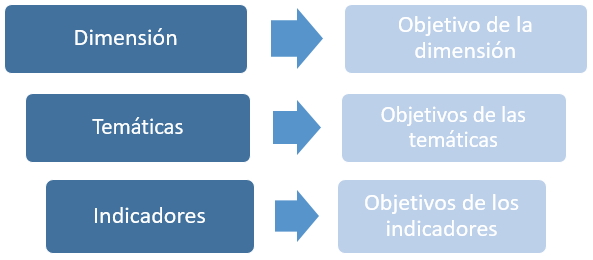 Dimensión
Objetivo de la
dimensión
Temáticas
Objetivos de las
temáticas
Indicadores
Objetivos de los
indicadores